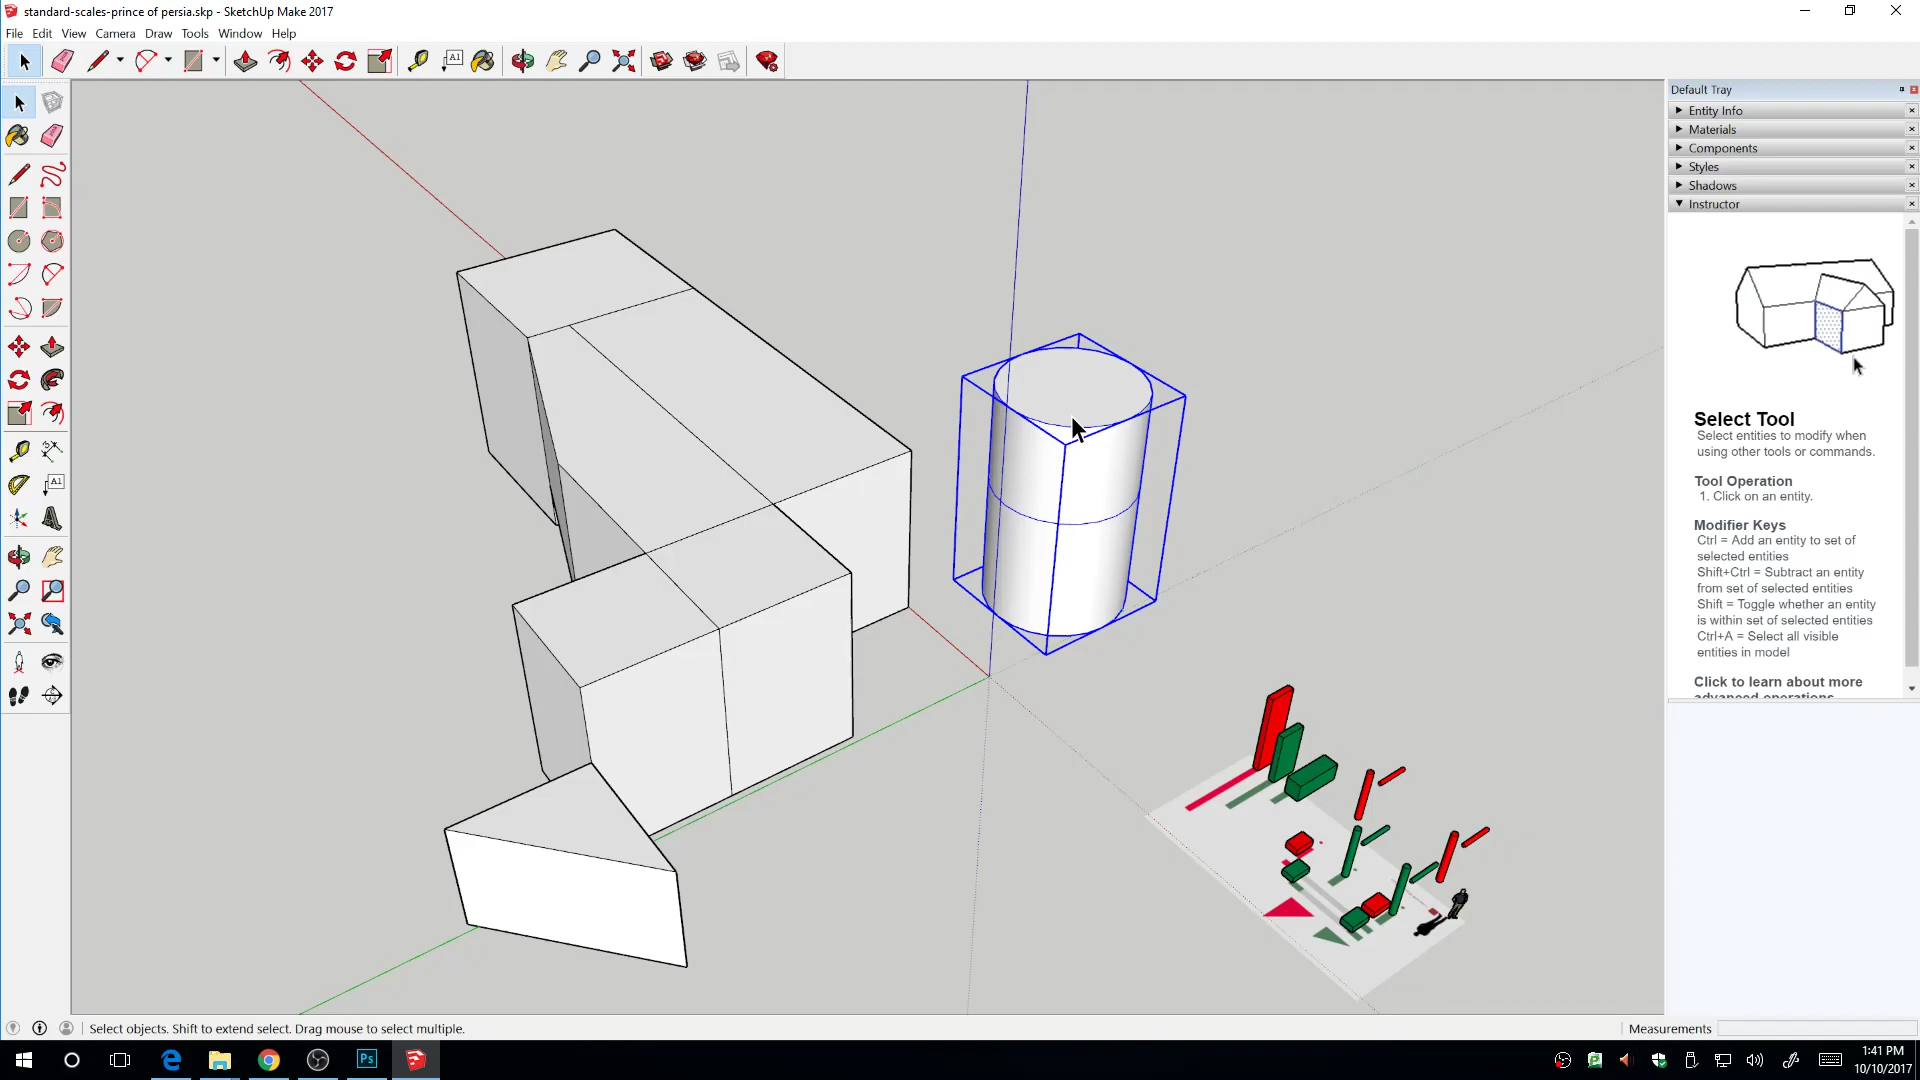 standard-scales-prince of persia.skp - SketchUp Make 2017
File Edit View Camera Draw Tools Window Help
A1
Default Tray
Entity Info
Materials
Components
Styles
Shadows
Instructor
A1
Select Tool
Select entities to modify when
using other tools or commands.
Tool Operation
1. Click on an entity.
Modifier Keys
Ctrl = Add an entity to set of
selected entities
Shift+Ctrl = Subtract an entity
from set of selected entities
Shift = Toggle whether an entity
is within set of selected entities
Ctrl+A = Select all visible
entities in model
Click to learn about more
advanced operations
Select objects. Shift to extend select. Drag mouse to select multiple.
Measurements
Ps
1:41 PM
10/10/2017